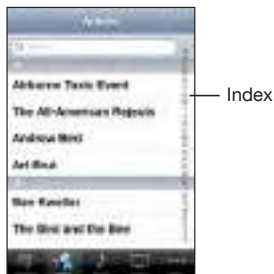 Artists
A
Airborne Toxic Event
The All-American Rejects
Andrew Bird
Art Brut
B
Ben Kweller
The Bird and the Bee
Index